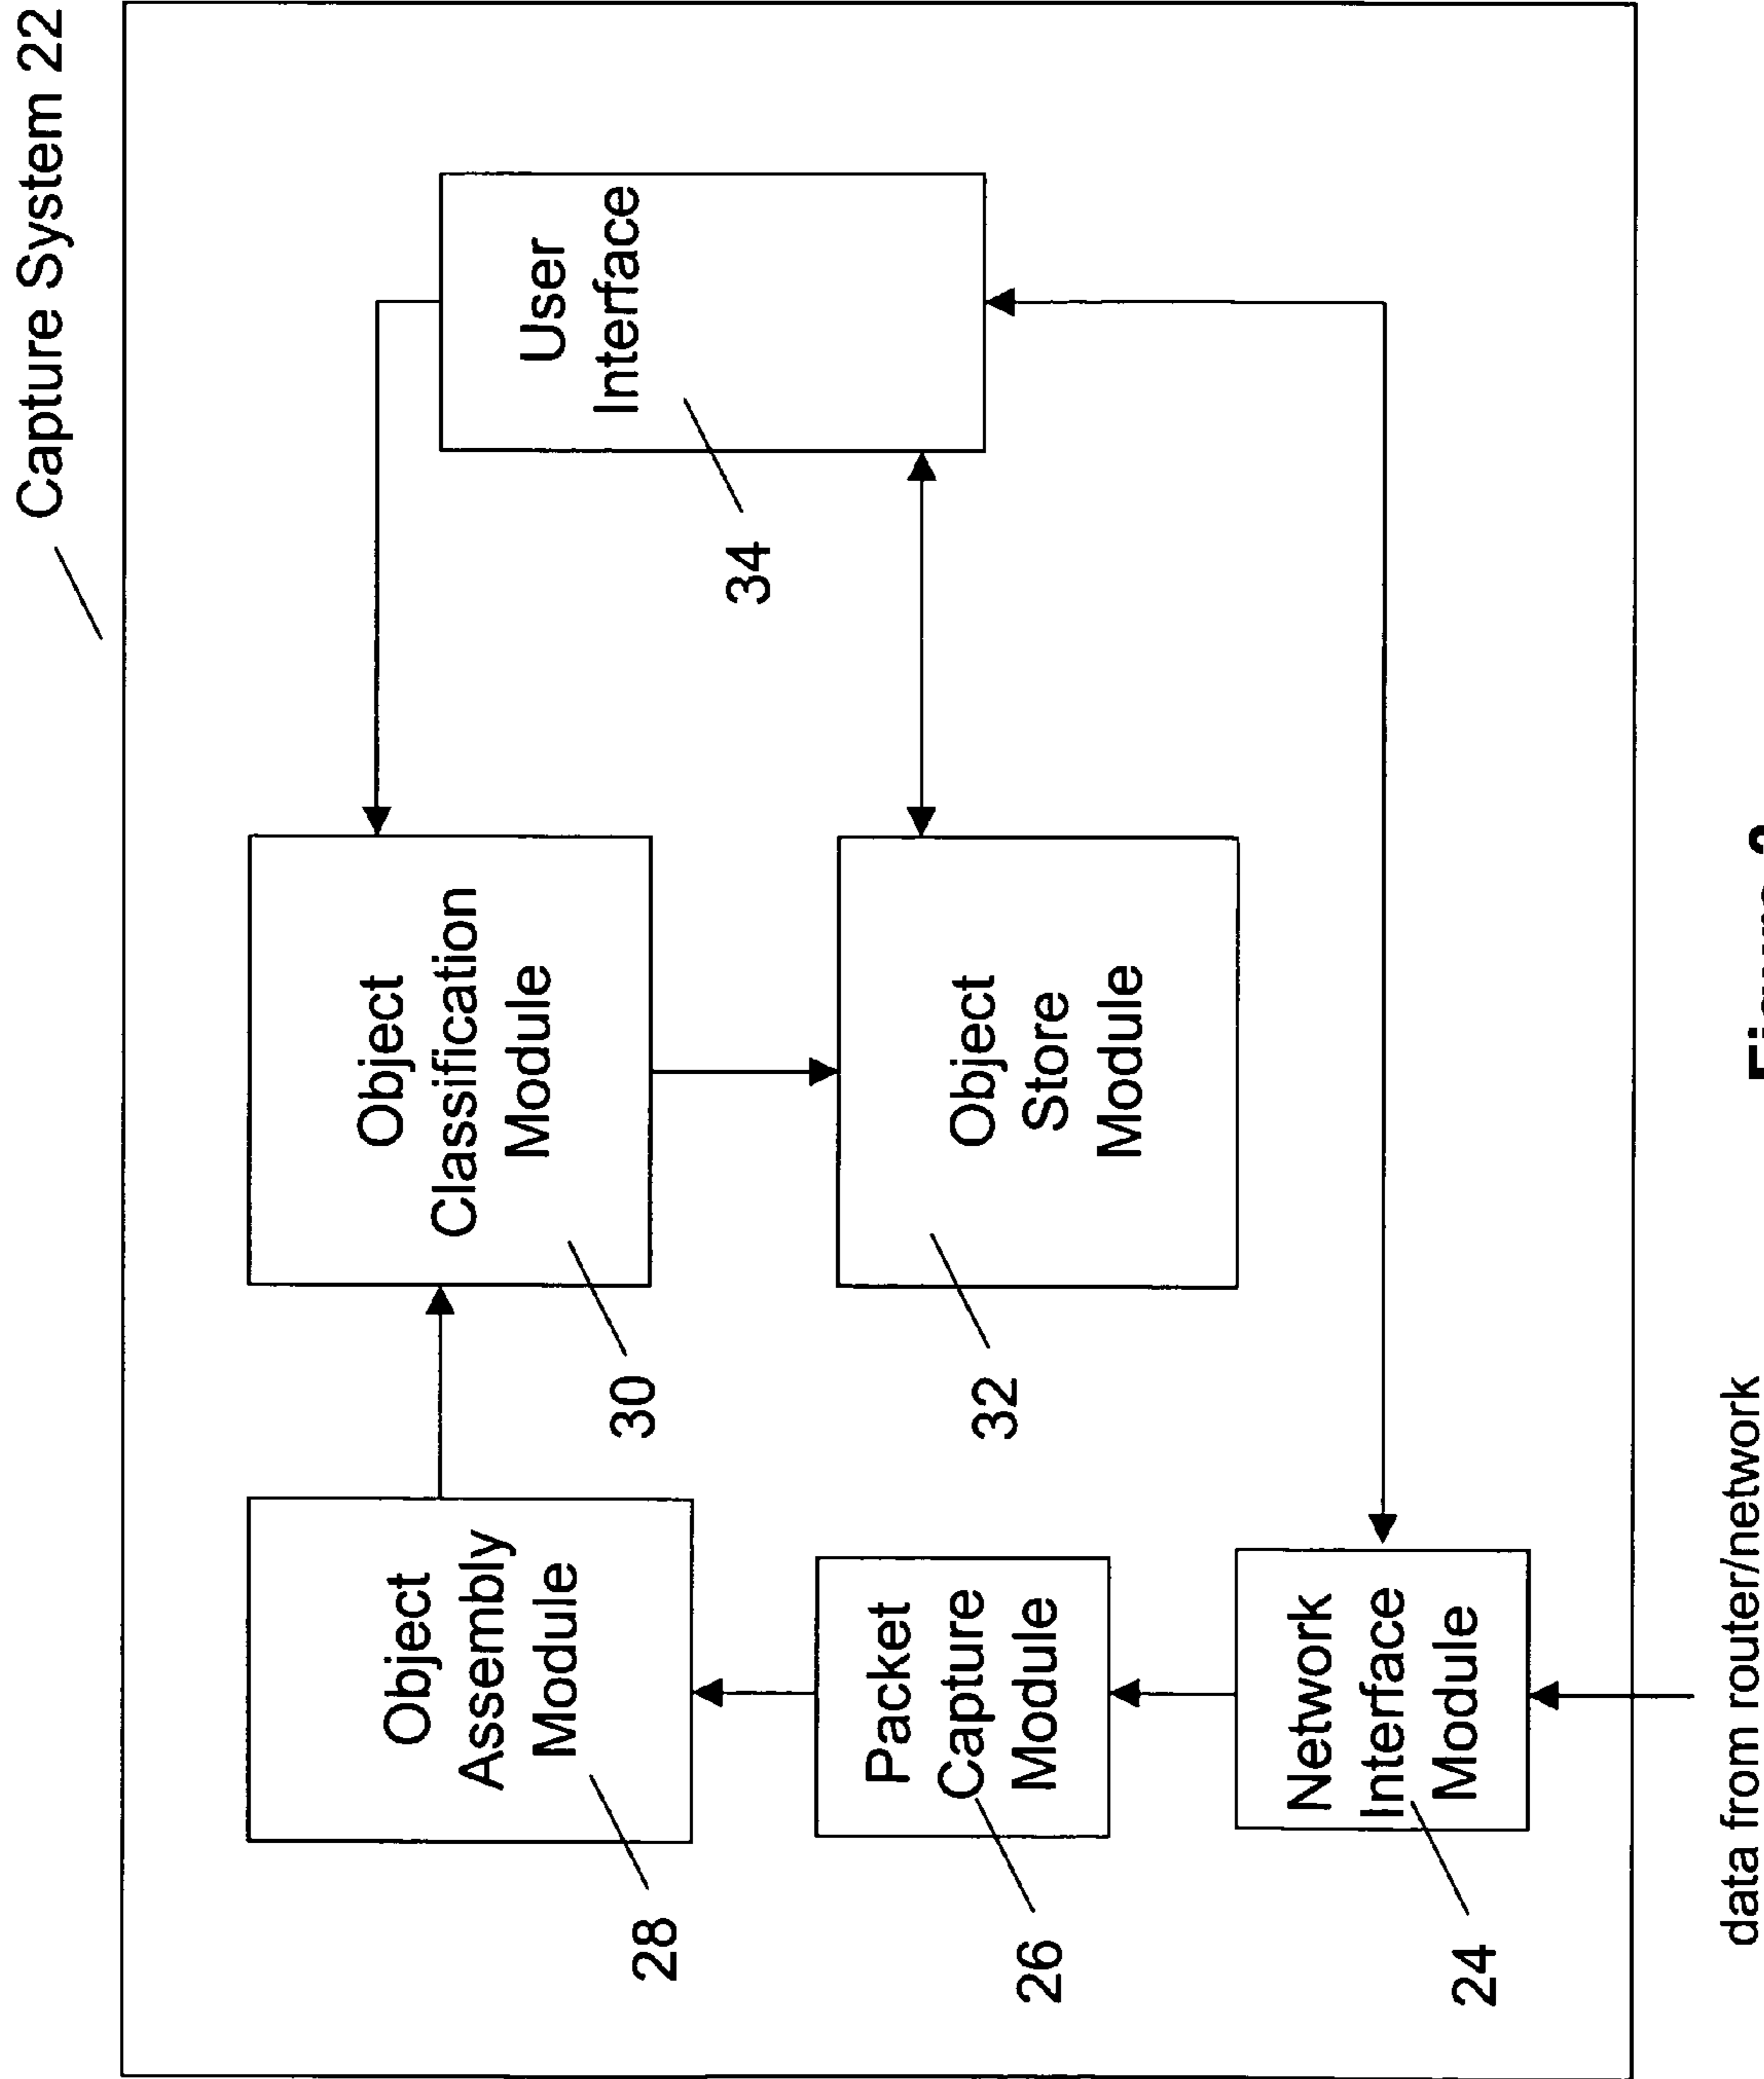 Capture System 22
Object
Assembly
Module
28
Object
Classification
Module
30
User
Interface
34
Packet
Capture
Module
26
Object
Store
Module
32
Network
Interface
Module
24
data from router/network
Figure